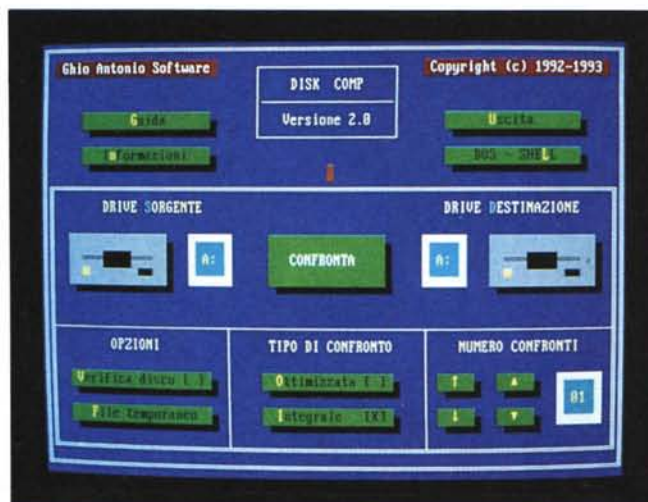 Ghio Antonio Software
DISK COMP
Versione 2.0
Copyright (c) 1992-1993
Guida
Informazioni
Uscita
DOS - SHELL
DRIVE SORGENTE
A:
CONFRONTA
DRIVE DESTINAZIONE
A:
OPZIONI
Verifica disco [ ]
File temporaneo
TIPO DI CONFRONTO
Ottimizzata [ ]
Integrale [X]
NUMERO CONFRONTI
↑ ▲
↓ ▼
01